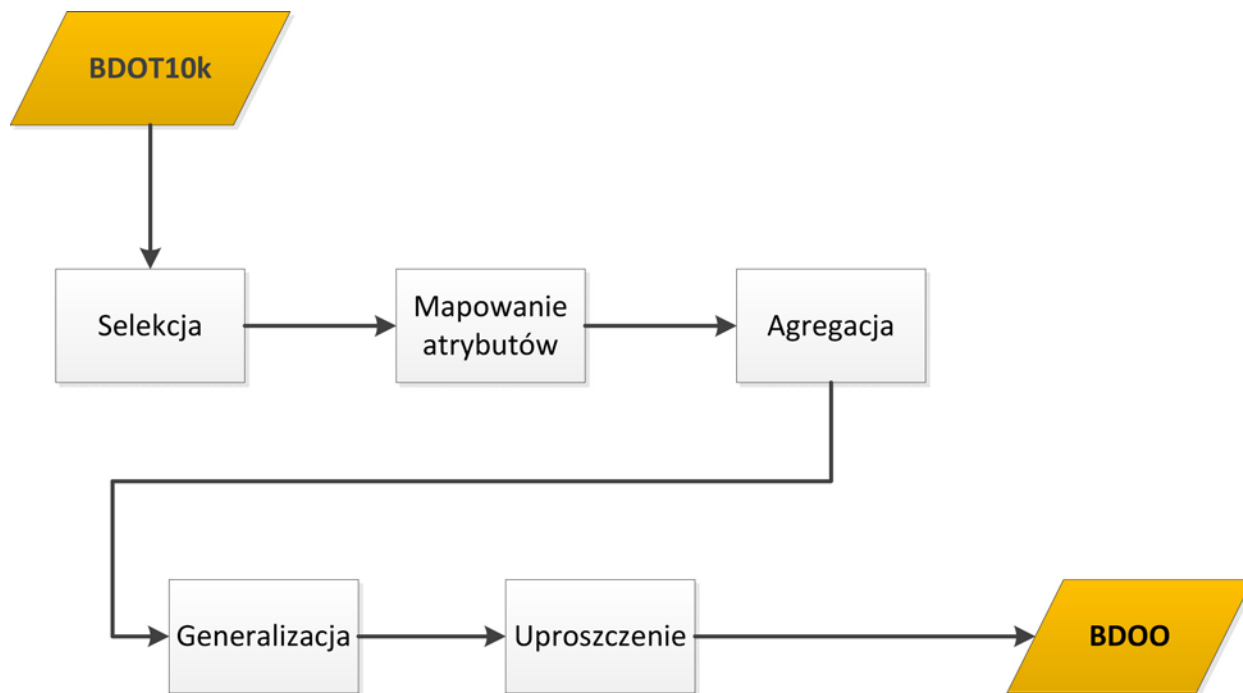 BDOT10k
Selekcja
Mapowanie
atrybutów
Agregacja
Generalizacja
Uproszczenie
BDOO